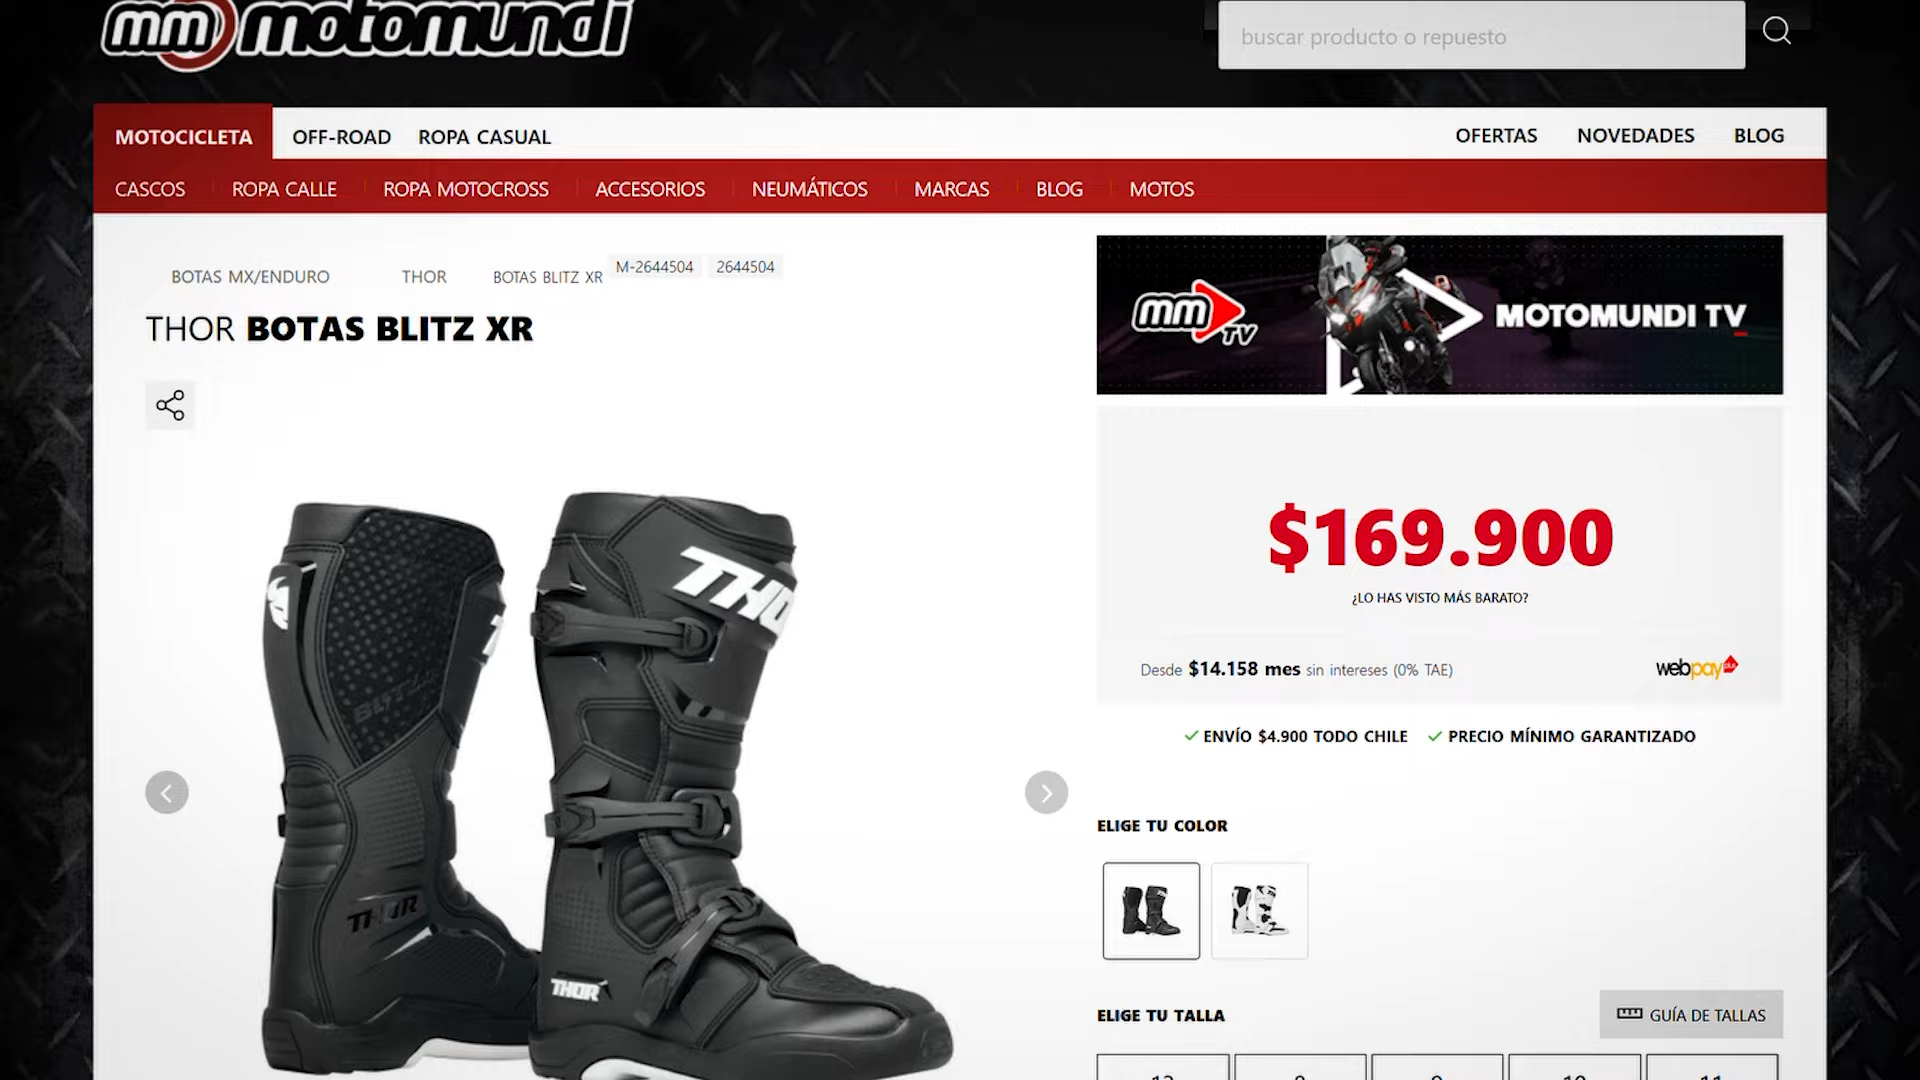 mm motomundi
buscar producto o repuesto
MOTOCICLETA OFF-ROAD ROPA CASUAL OFERTAS NOVEDADES BLOG
CASCOS ROPA CALLE ROPA MOTOCROSS ACCESORIOS NEUMÁTICOS MARCAS BLOG MOTOS
BOTAS MX/ENDURO THOR BOTAS BLITZ XR M-2644504 2644504
THOR BOTAS BLITZ XR
mm TV MOTOMUNDI TV
$169.900
¿LO HAS VISTO MÁS BARATO?
Desde $14.158 mes sin intereses (0% TAE) webpay plus
ENVÍO $4.900 TODO CHILE PRECIO MÍNIMO GARANTIZADO
THOR
THOR
ELIGE TU COLOR
ELIGE TU TALLA GUÍA DE TALLAS